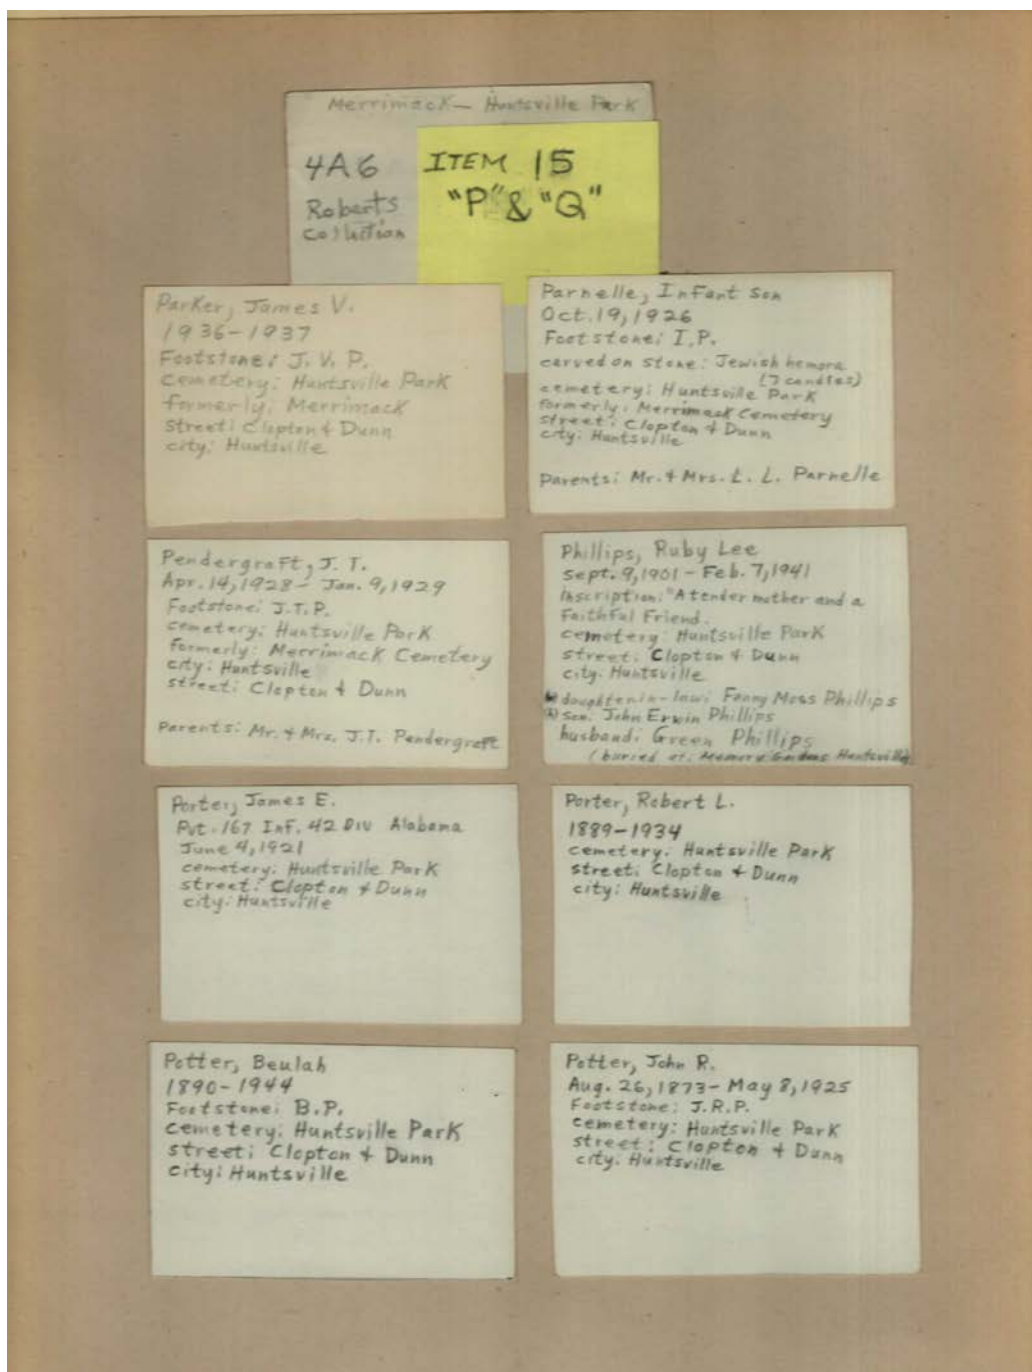 Merrimack — Huntsville Park
4A6
Roberts
Collection
ITEM 15
"P" & "Q"
Parker, James V.
1936-1937
Footstone: J. V. P.
cemetery: Huntsville Park
formerly: Merrimack
street: Clopton & Dunn
city: Huntsville
Parnelle, Infant Son
Oct. 19, 1926
Footstone: I. P.
carved on stone: Jewish hemora
(7 candles)
cemetery: Huntsville Park
formerly: Merrimack Cemetery
street: Clopton & Dunn
city: Huntsville
Parents: Mr. & Mrs. L. L. Parnelle
Pendergraft, J. T.
Apr. 14, 1928 - Jan. 9, 1929
Footstone: J.T.P.
cemetery: Huntsville Park
formerly: Merrimack Cemetery
city: Huntsville
street: Clopton & Dunn
Parents: Mr. & Mrs. J.T. Pendergraft
Phillips, Ruby Lee
Sept. 9, 1901 - Feb. 7, 1941
Inscription: "A tender mother and a
Faithful Friend.
cemetery: Huntsville Park
street: Clopton & Dunn
city: Huntsville
daughter-in-law: Fanny Moss Phillips
son: John Erwin Phillips
husband: Green Phillips
(buried at: Memory Gardens Huntsville)
Porter, James E.
Pvt. 167 Inf. 42 Div Alabama
June 4, 1921
cemetery: Huntsville Park
street: Clopton & Dunn
city: Huntsville
Porter, Robert L.
1889-1934
cemetery: Huntsville Park
street: Clopton & Dunn
city: Huntsville
Potter, Beulah
1890-1944
Footstone: B.P.
cemetery: Huntsville Park
street: Clopton & Dunn
city: Huntsville
Potter, John R.
Aug. 26, 1873 - May 8, 1925
Footstone: J.R.P.
cemetery: Huntsville Park
street: Clopton & Dunn
city: Huntsville